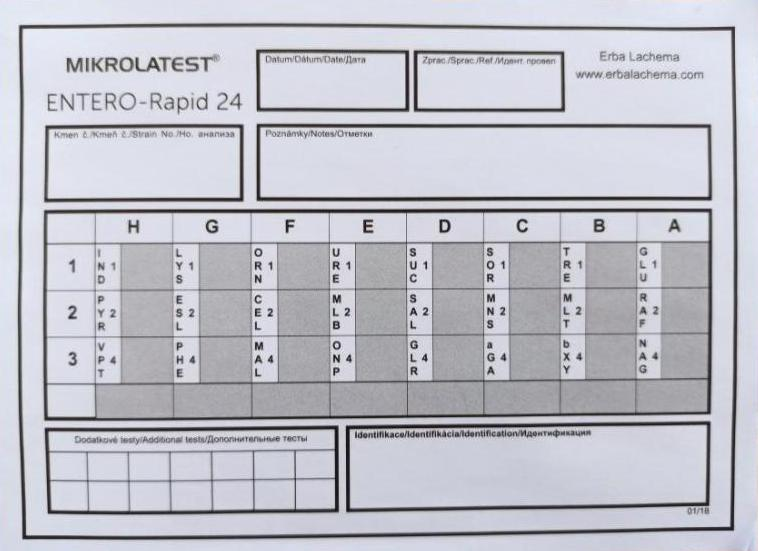 MIKROLATEST®
ENTERO-Rapid 24
Datum/Dátum/Date/Дата
Zprac./Sprac./Ref./Идент. провел
Erba Lachema
www.erbalachema.com
Kmen č./Kmeň č./Strain No./Но. анализа
Poznámky/Notes/Отметки
H G F E D C B A
1 IND 1 LYS 1 ORN 1 URE 1 SUC 1 SOR 1 TRE 1 GLU 1
2 PYR 2 ESL 2 CEL 2 MLB 2 SAL 2 MNS 2 MLT 2 RAF 2
3 VPT 4 PHE 4 MAL 4 ONP 4 GLR 4 aGA 4 bXY 4 NAG 4
Dodatkové testy/Additional tests/Дополнительные тесты
Identifikace/Identifikácia/Identification/Идентификация
01/18